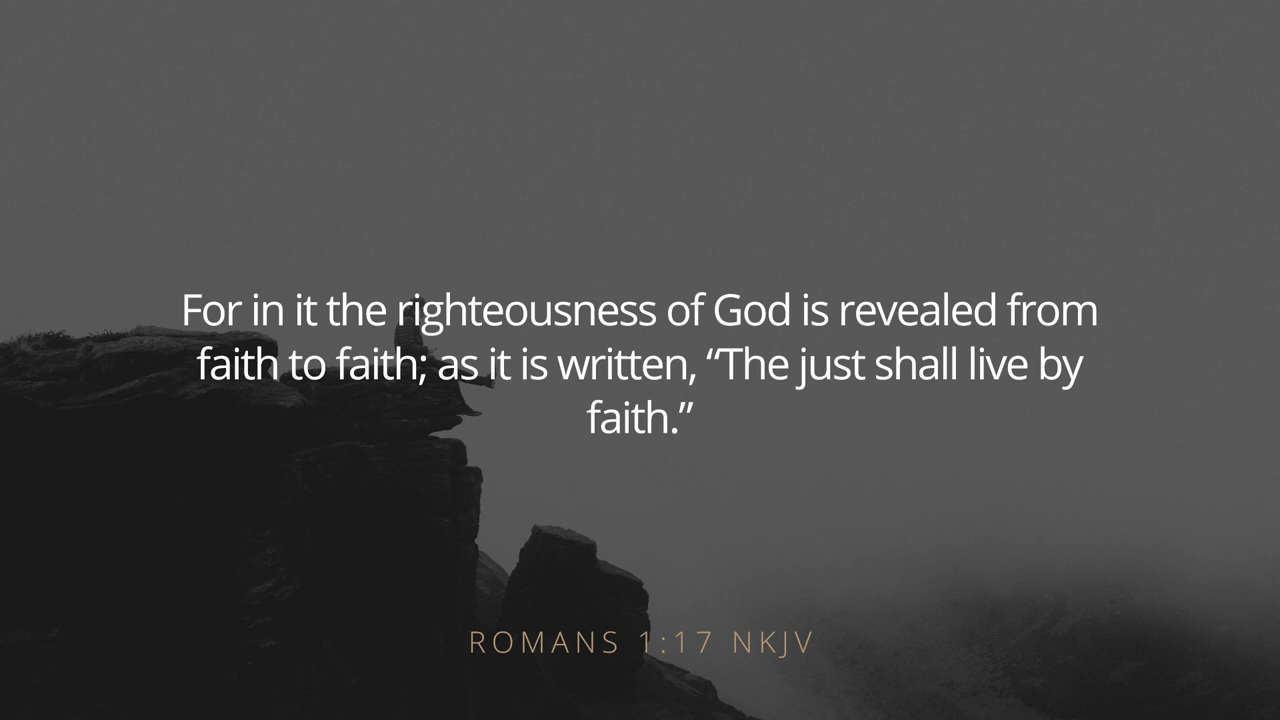 For in it the righteousness of God is revealed from
faith to faith; as it is written, “The just shall live by
faith.”
ROMANS 1:17 NKJV